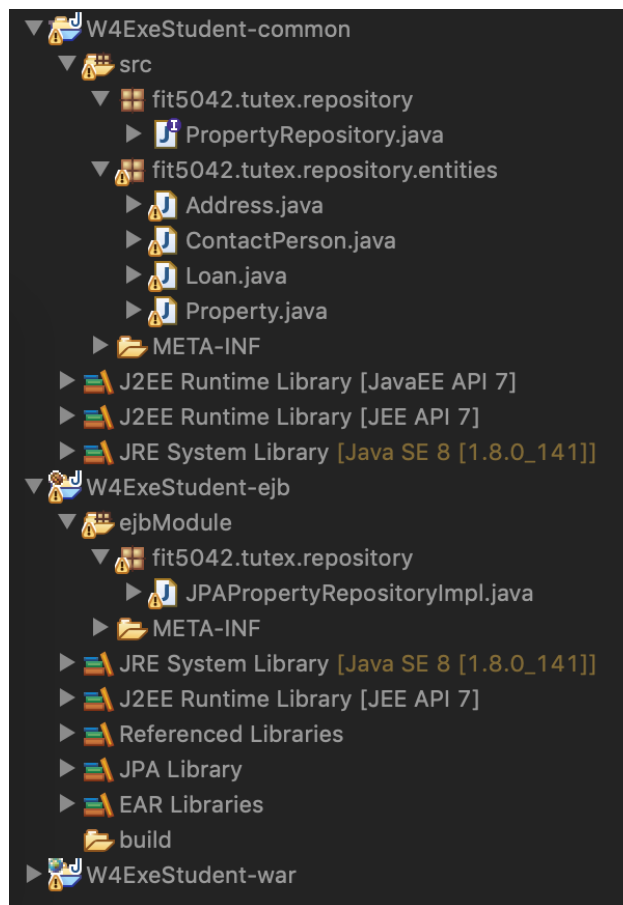 W4ExeStudent-common
src
fit5042.tutex.repository
PropertyRepository.java
fit5042.tutex.repository.entities
Address.java
ContactPerson.java
Loan.java
Property.java
META-INF
J2EE Runtime Library [JavaEE API 7]
J2EE Runtime Library [JEE API 7]
JRE System Library [Java SE 8 [1.8.0_141]]
W4ExeStudent-ejb
ejbModule
fit5042.tutex.repository
JPAPropertyRepositoryImpl.java
META-INF
JRE System Library [Java SE 8 [1.8.0_141]]
J2EE Runtime Library [JEE API 7]
Referenced Libraries
JPA Library
EAR Libraries
build
W4ExeStudent-war